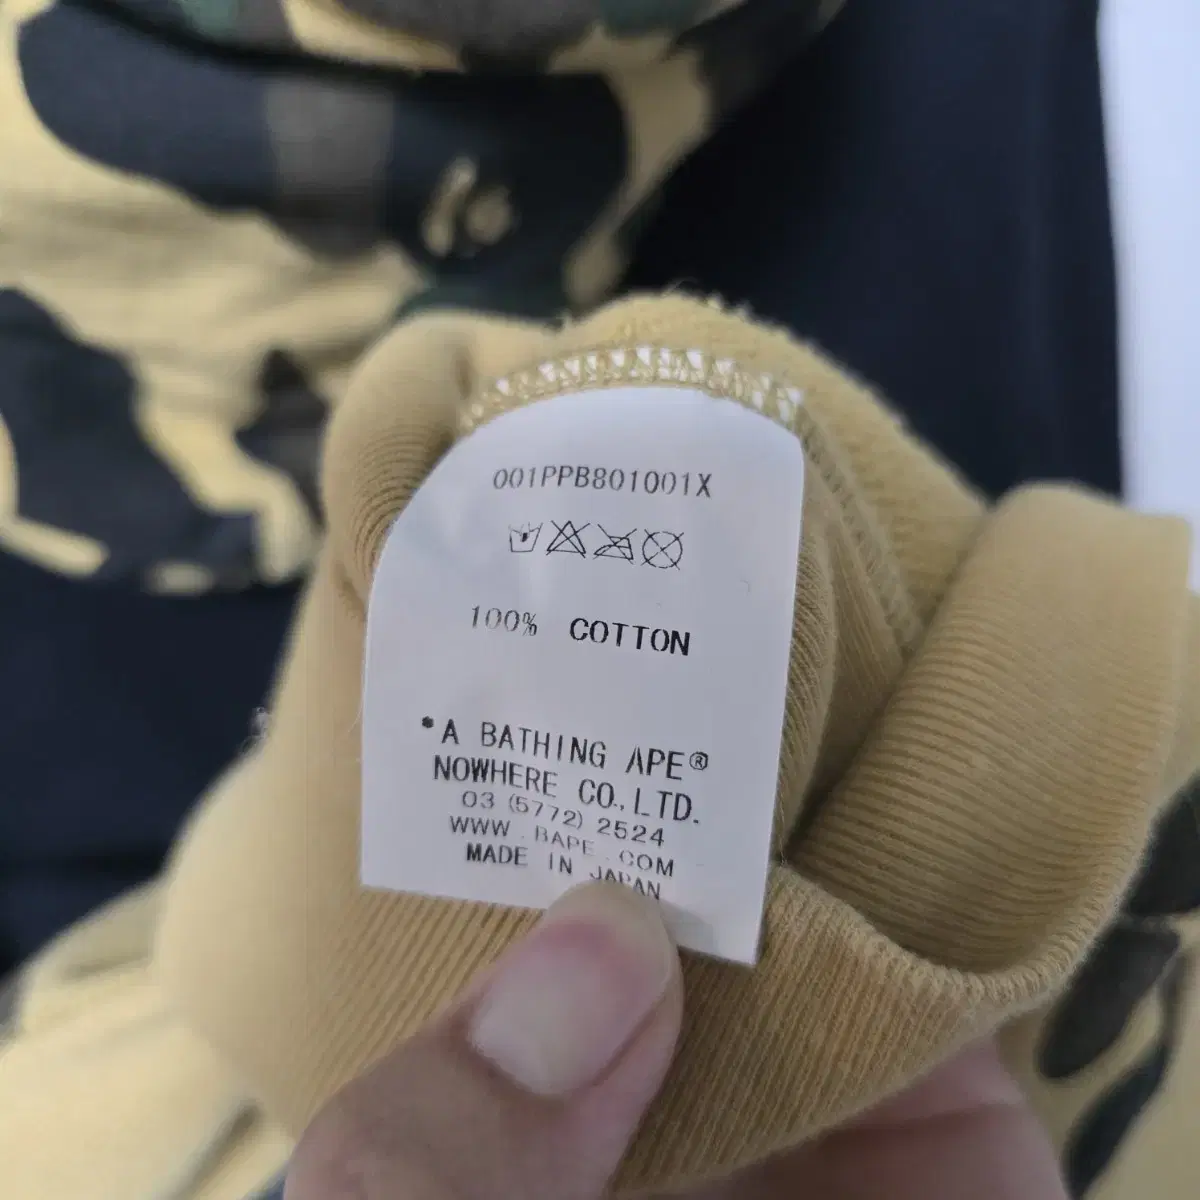 001PPB801001X
100% COTTON
*A BATHING APE®
NOWHERE CO., LTD.
03 (5772) 2524
WWW.BAPE.COM
MADE IN JAPAN